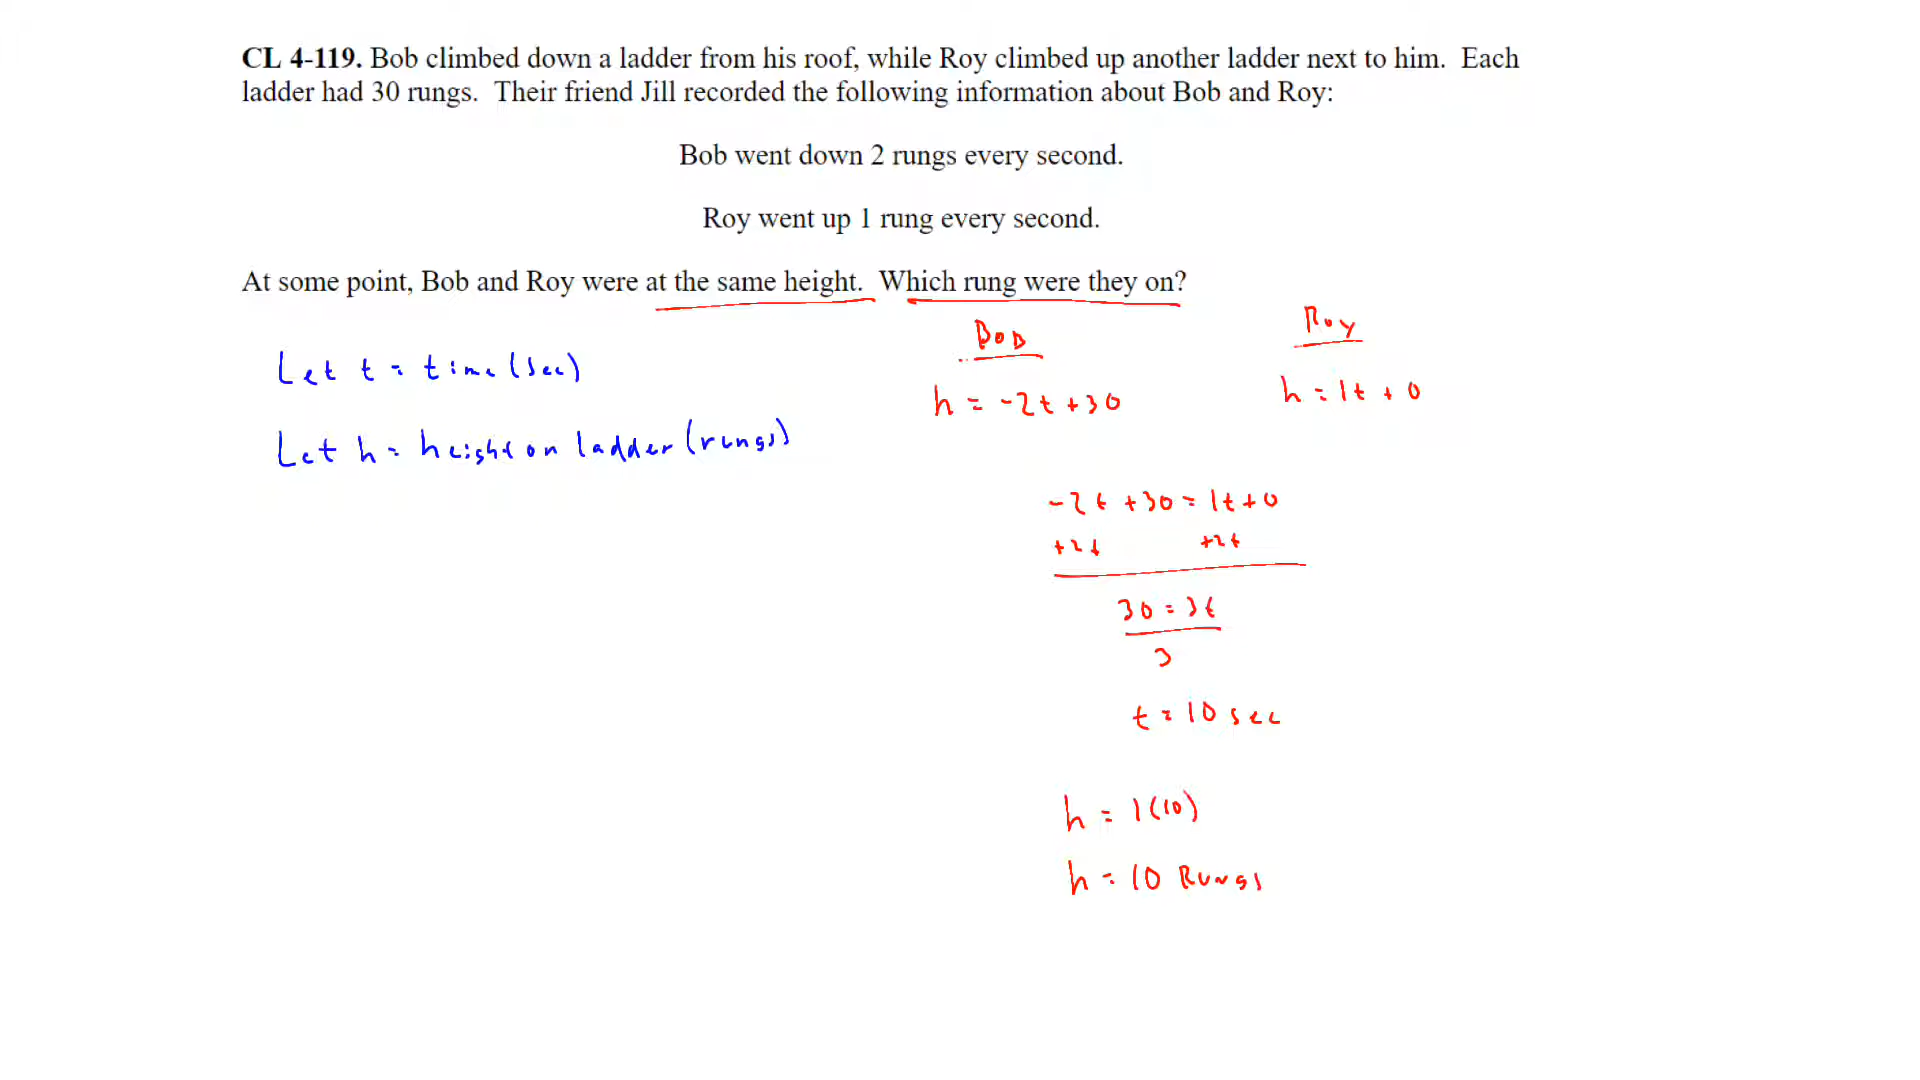 CL 4-119. Bob climbed down a ladder from his roof, while Roy climbed up another ladder next to him. Each
ladder had 30 rungs. Their friend Jill recorded the following information about Bob and Roy:
Bob went down 2 rungs every second.
Roy went up 1 rung every second.
At some point, Bob and Roy were at the same height. Which rung were they on?
Let t = time (sec)
Let h = height on ladder (rungs)
Bob
h = -2t + 30
Roy
h = 1t + 0
-2t + 30 = 1t + 0
+2t +2t
30 = 3t
3
t = 10 sec
h = 1(10)
h = 10 Rungs